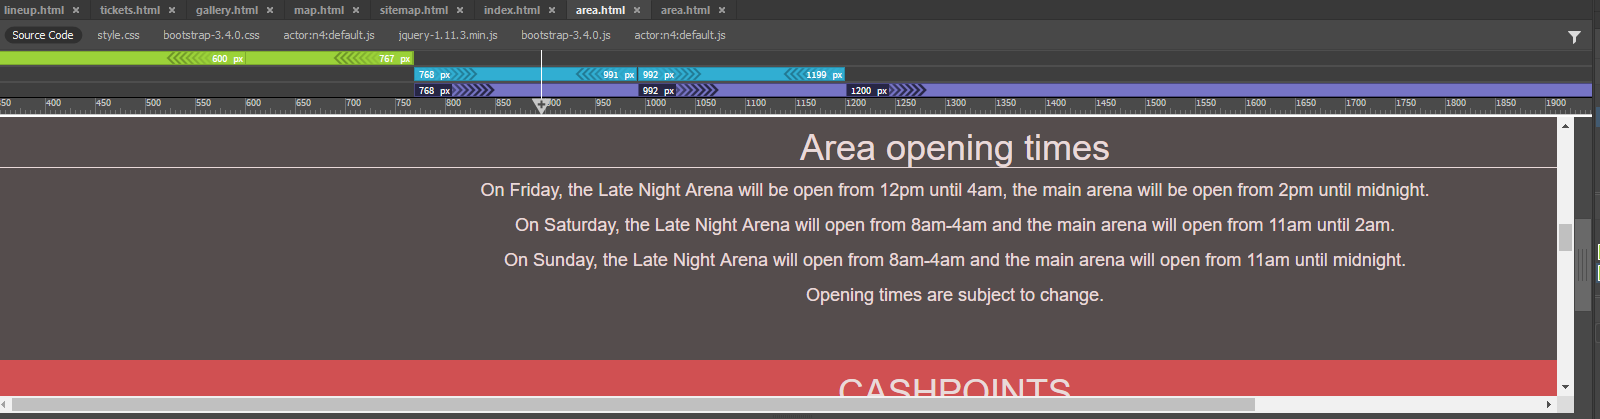 lineup.html × tickets.html × gallery.html × map.html × sitemap.html × index.html × area.html × area.html ×
Source Code style.css bootstrap-3.4.0.css actor:n4:default.js jquery-1.11.3.min.js bootstrap-3.4.0.js actor:n4:default.js
600 px 767 px
768 px 991 px 992 px 1199 px
768 px 992 px 1200 px
350 400 450 500 550 600 650 700 750 800 850 900 950 1000 1050 1100 1150 1200 1250 1300 1350 1400 1450 1500 1550 1600 1650 1700 1750 1800 1850 1900
Area opening times
On Friday, the Late Night Arena will be open from 12pm until 4am, the main arena will be open from 2pm until midnight.
On Saturday, the Late Night Arena will open from 8am-4am and the main arena will open from 11am until 2am.
On Sunday, the Late Night Arena will open from 8am-4am and the main arena will open from 11am until midnight.
Opening times are subject to change.
CASHPOINTS